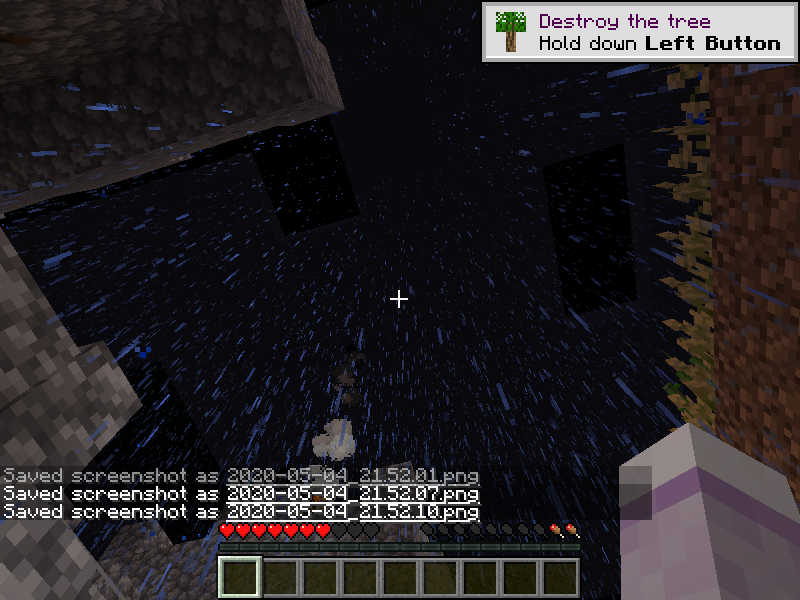 Destroy the tree
Hold down Left Button
Saved screenshot as 2020-05-04_21.52.01.png
Saved screenshot as 2020-05-04_21.52.07.png
Saved screenshot as 2020-05-04_21.52.10.png